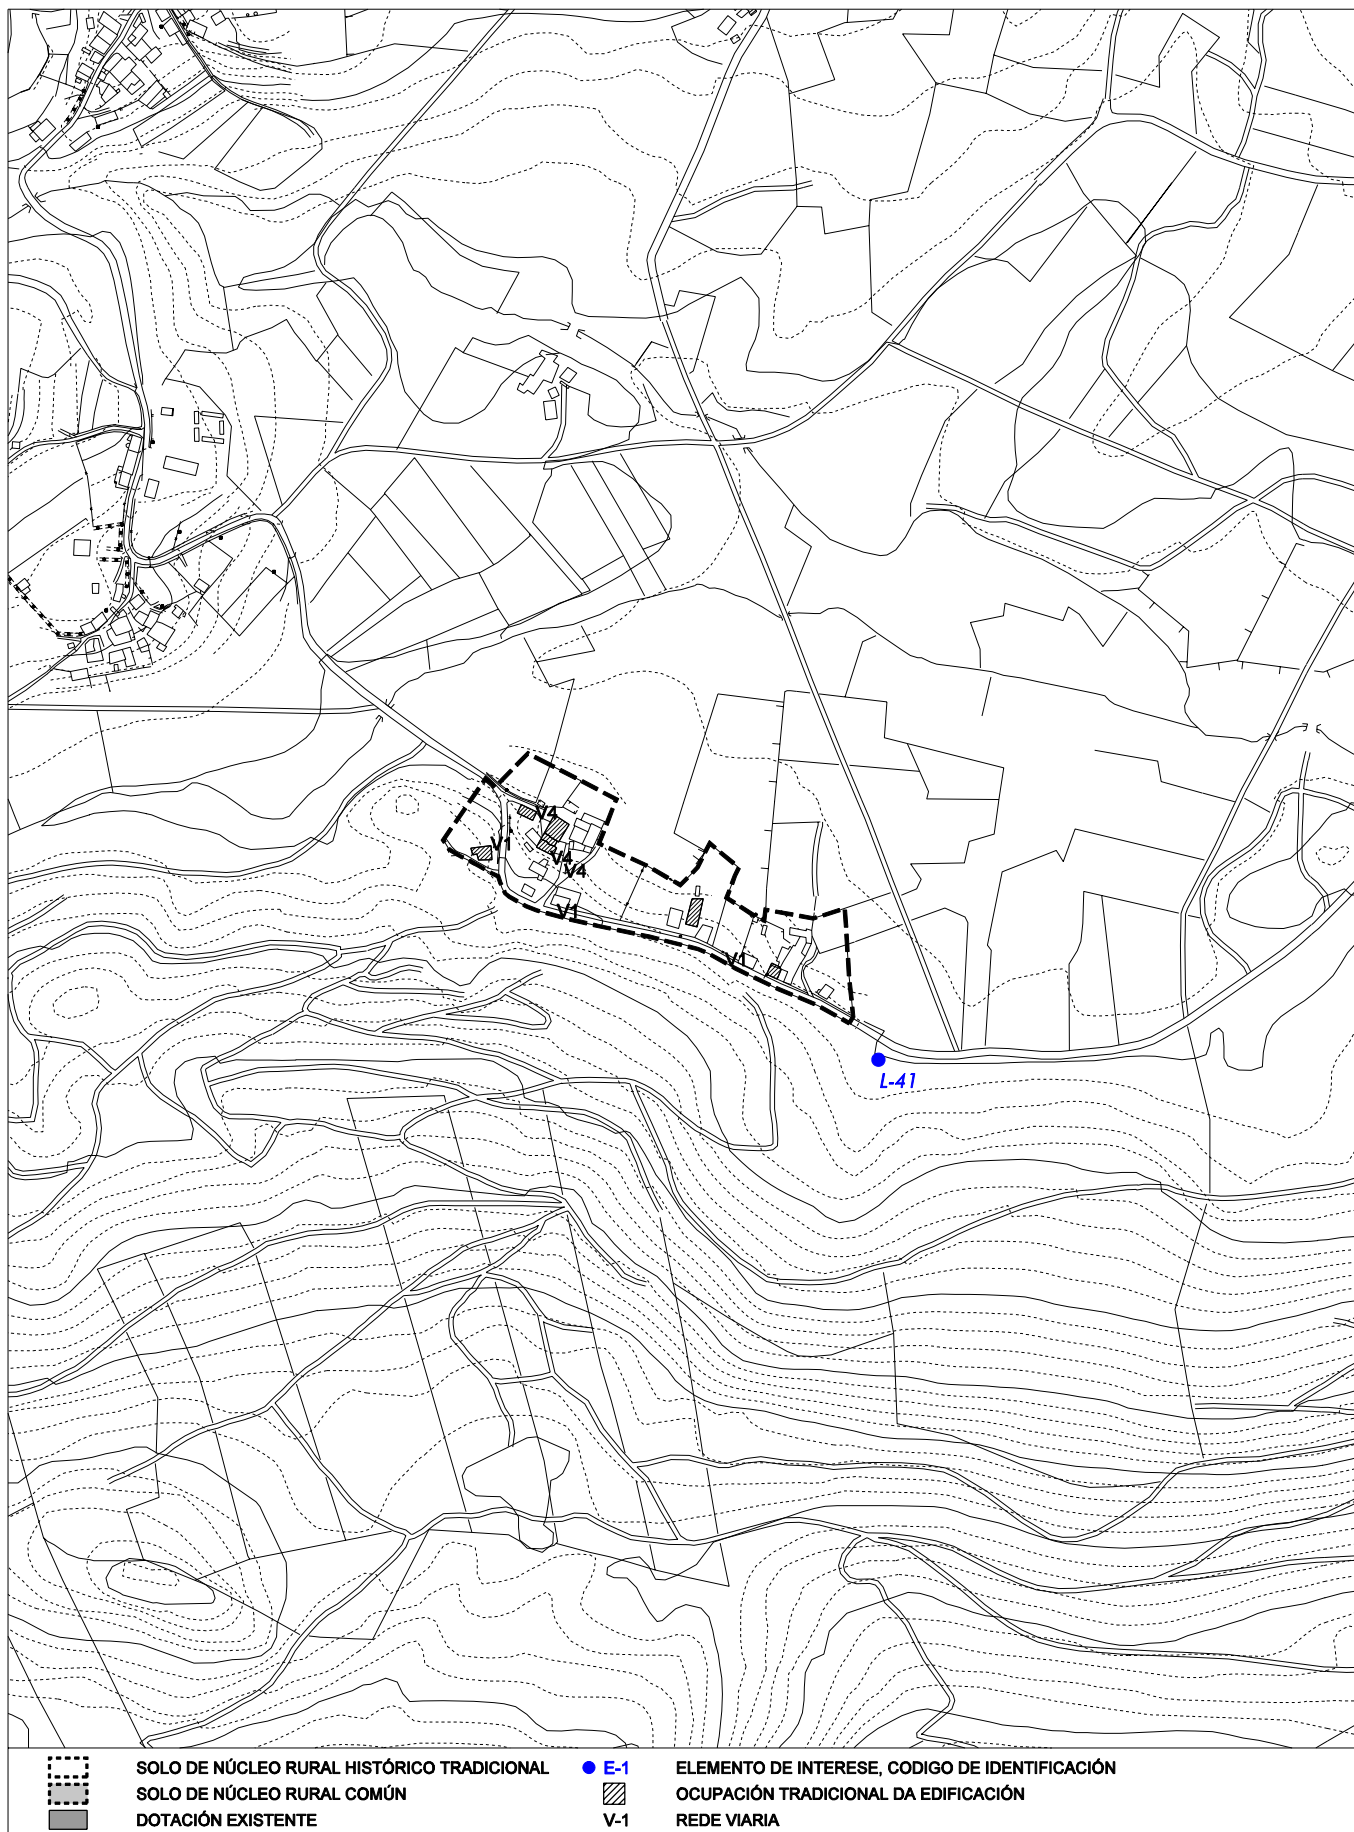 V4
V1
V4
V4
V1
V1
L-41
SOLO DE NÚCLEO RURAL HISTÓRICO TRADICIONAL
SOLO DE NÚCLEO RURAL COMÚN
DOTACIÓN EXISTENTE
E-1 ELEMENTO DE INTERESE, CODIGO DE IDENTIFICACIÓN
OCUPACIÓN TRADICIONAL DA EDIFICACIÓN
V-1 REDE VIARIA